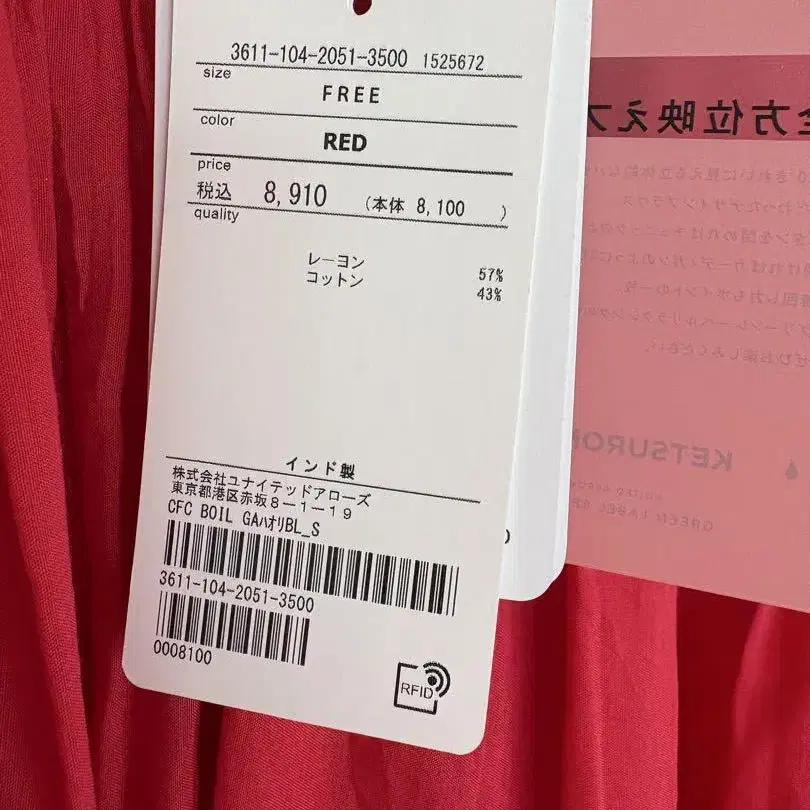 3611-104-2051-3500 1525672
size
FREE
color
RED
price
税込 8,910 (本体 8,100 )
quality
レーヨン 57%
コットン 43%
インド製
株式会社ユナイテッドアローズ
東京都港区赤坂8-1-19
CFC BOIL GAﾊｵﾘBL_S
3611-104-2051-3500
0008100
RFID
全方位映え
KETSURO
GREEN LABEL